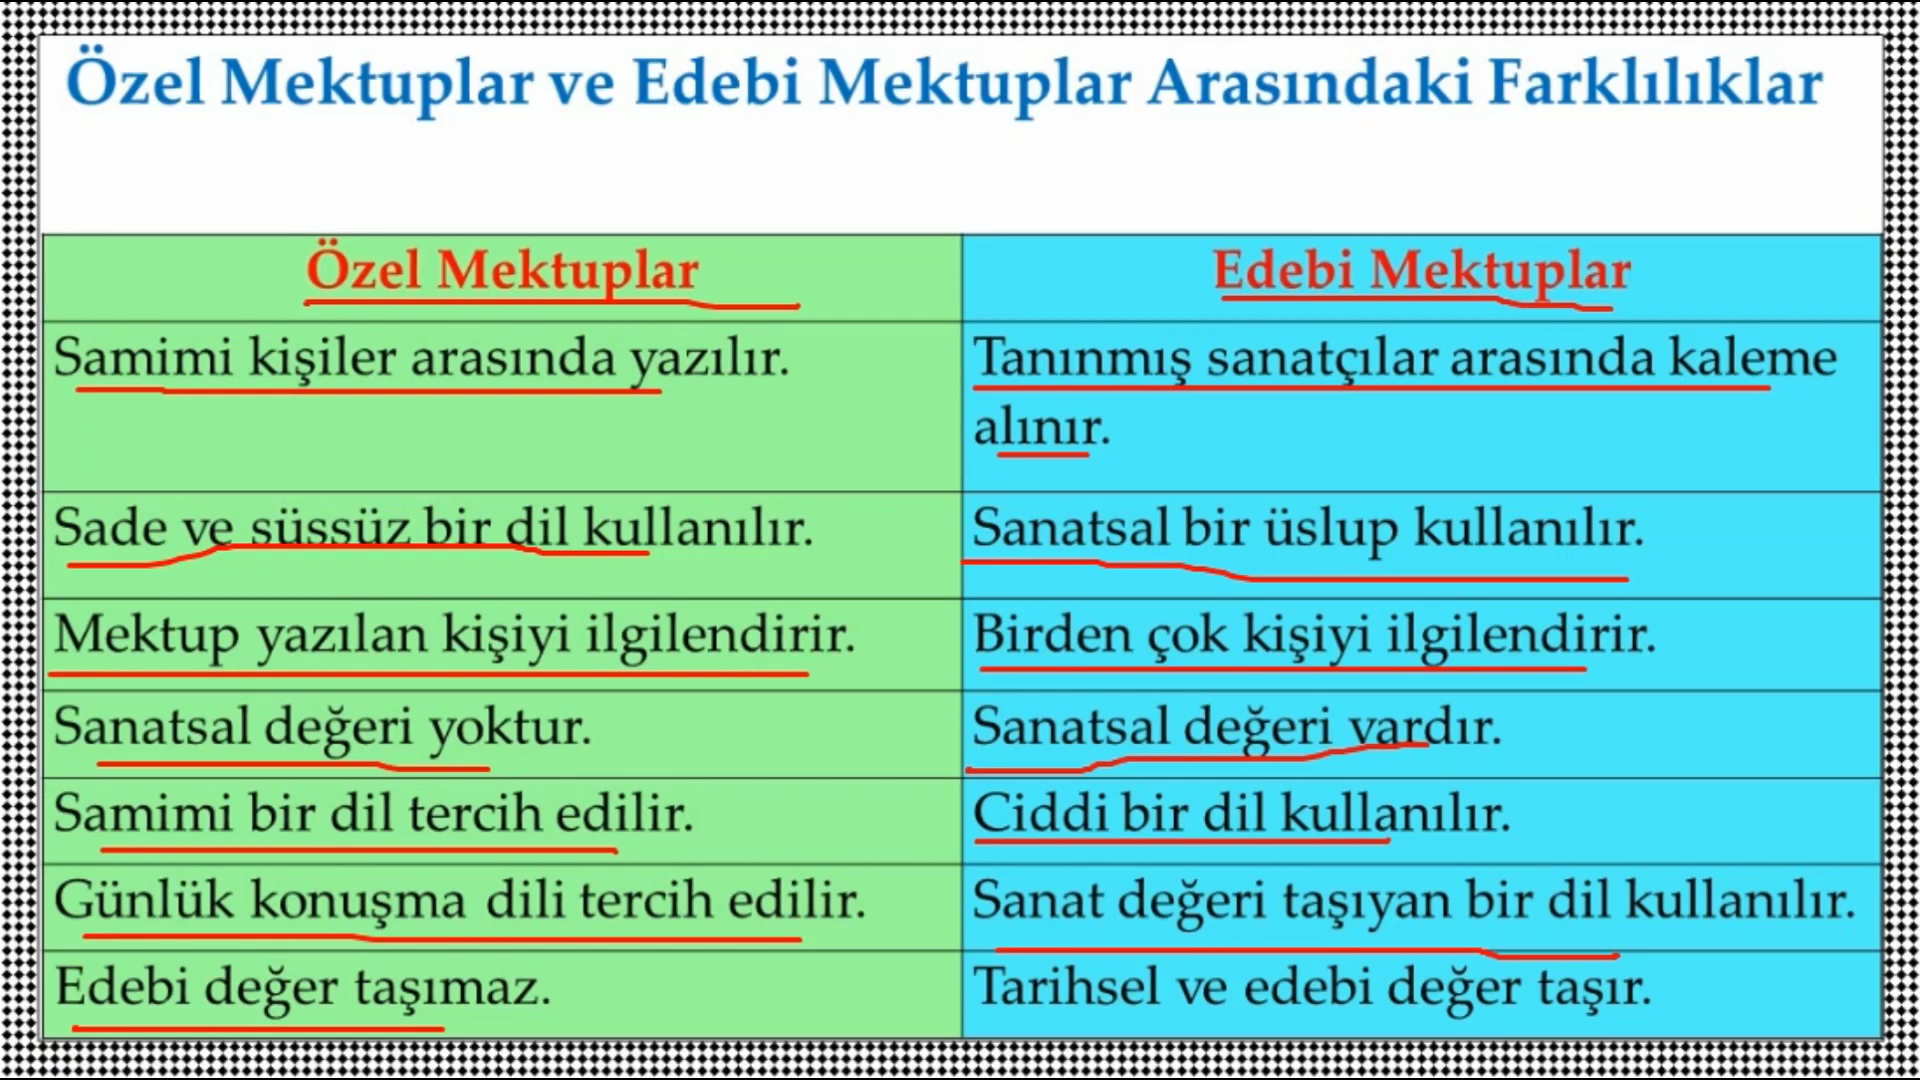 Özel Mektuplar ve Edebi Mektuplar Arasındaki Farklılıklar
Özel Mektuplar
Edebi Mektuplar
Samimi kişiler arasında yazılır.
Tanınmış sanatçılar arasında kaleme
alınır.
Sade ve süssüz bir dil kullanılır.
Sanatsal bir üslup kullanılır.
Mektup yazılan kişiyi ilgilendirir.
Birden çok kişiyi ilgilendirir.
Sanatsal değeri yoktur.
Sanatsal değeri vardır.
Samimi bir dil tercih edilir.
Ciddi bir dil kullanılır.
Günlük konuşma dili tercih edilir.
Sanat değeri taşıyan bir dil kullanılır.
Edebi değer taşımaz.
Tarihsel ve edebi değer taşır.